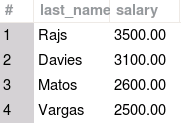 # last_name salary
1 Rajs 3500.00
2 Davies 3100.00
3 Matos 2600.00
4 Vargas 2500.00